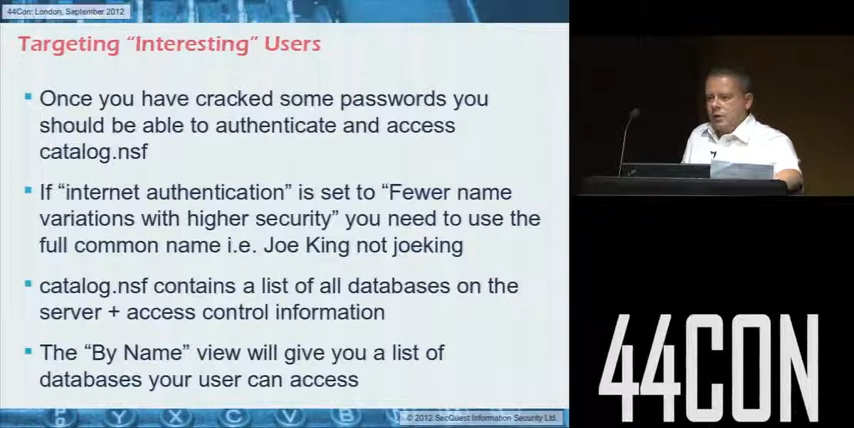 44Con: London, September 2012
Targeting “Interesting” Users
Once you have cracked some passwords you
should be able to authenticate and access
catalog.nsf
If “internet authentication” is set to “Fewer name
variations with higher security” you need to use the
full common name i.e. Joe King not joeking
catalog.nsf contains a list of all databases on the
server + access control information
The “By Name” view will give you a list of
databases your user can access
Y X C V B
© 2012 SecQuest Information Security Ltd.
44CON